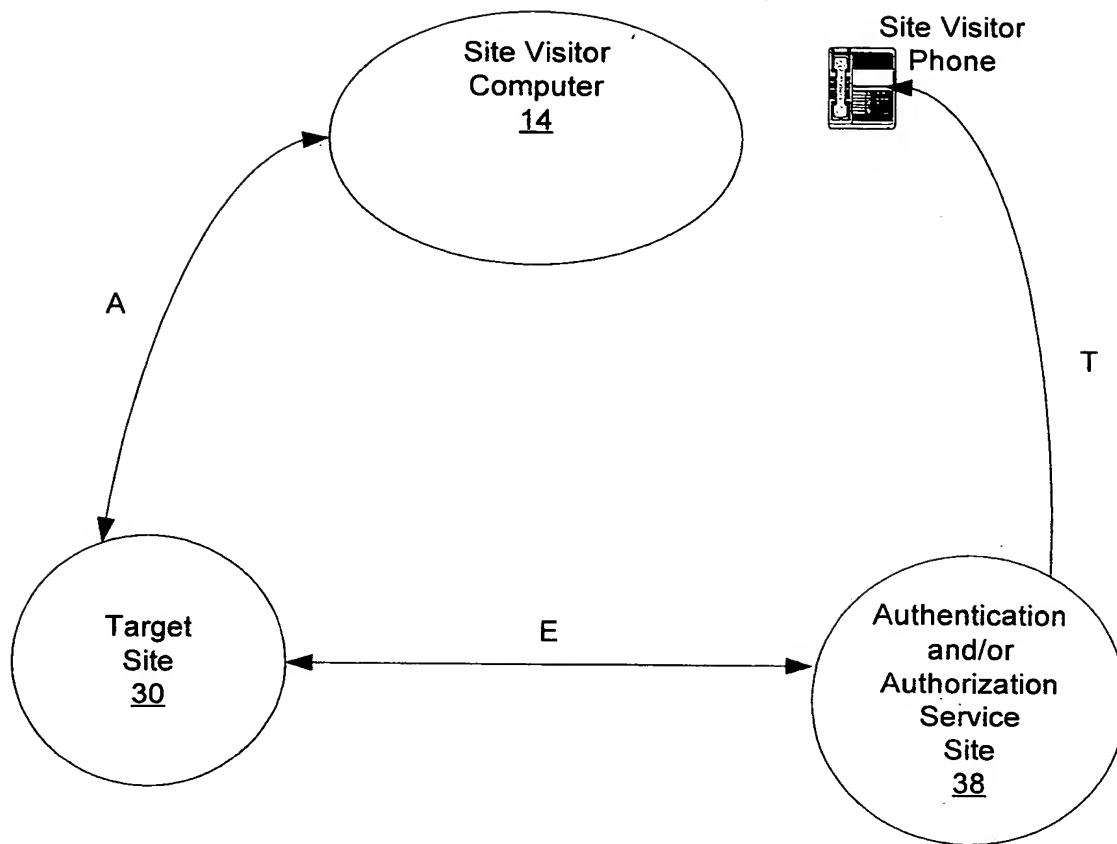 Site Visitor
Computer
14
Site Visitor
Phone
A
T
Target
Site
30
E
Authentication
and/or
Authorization
Service
Site
38